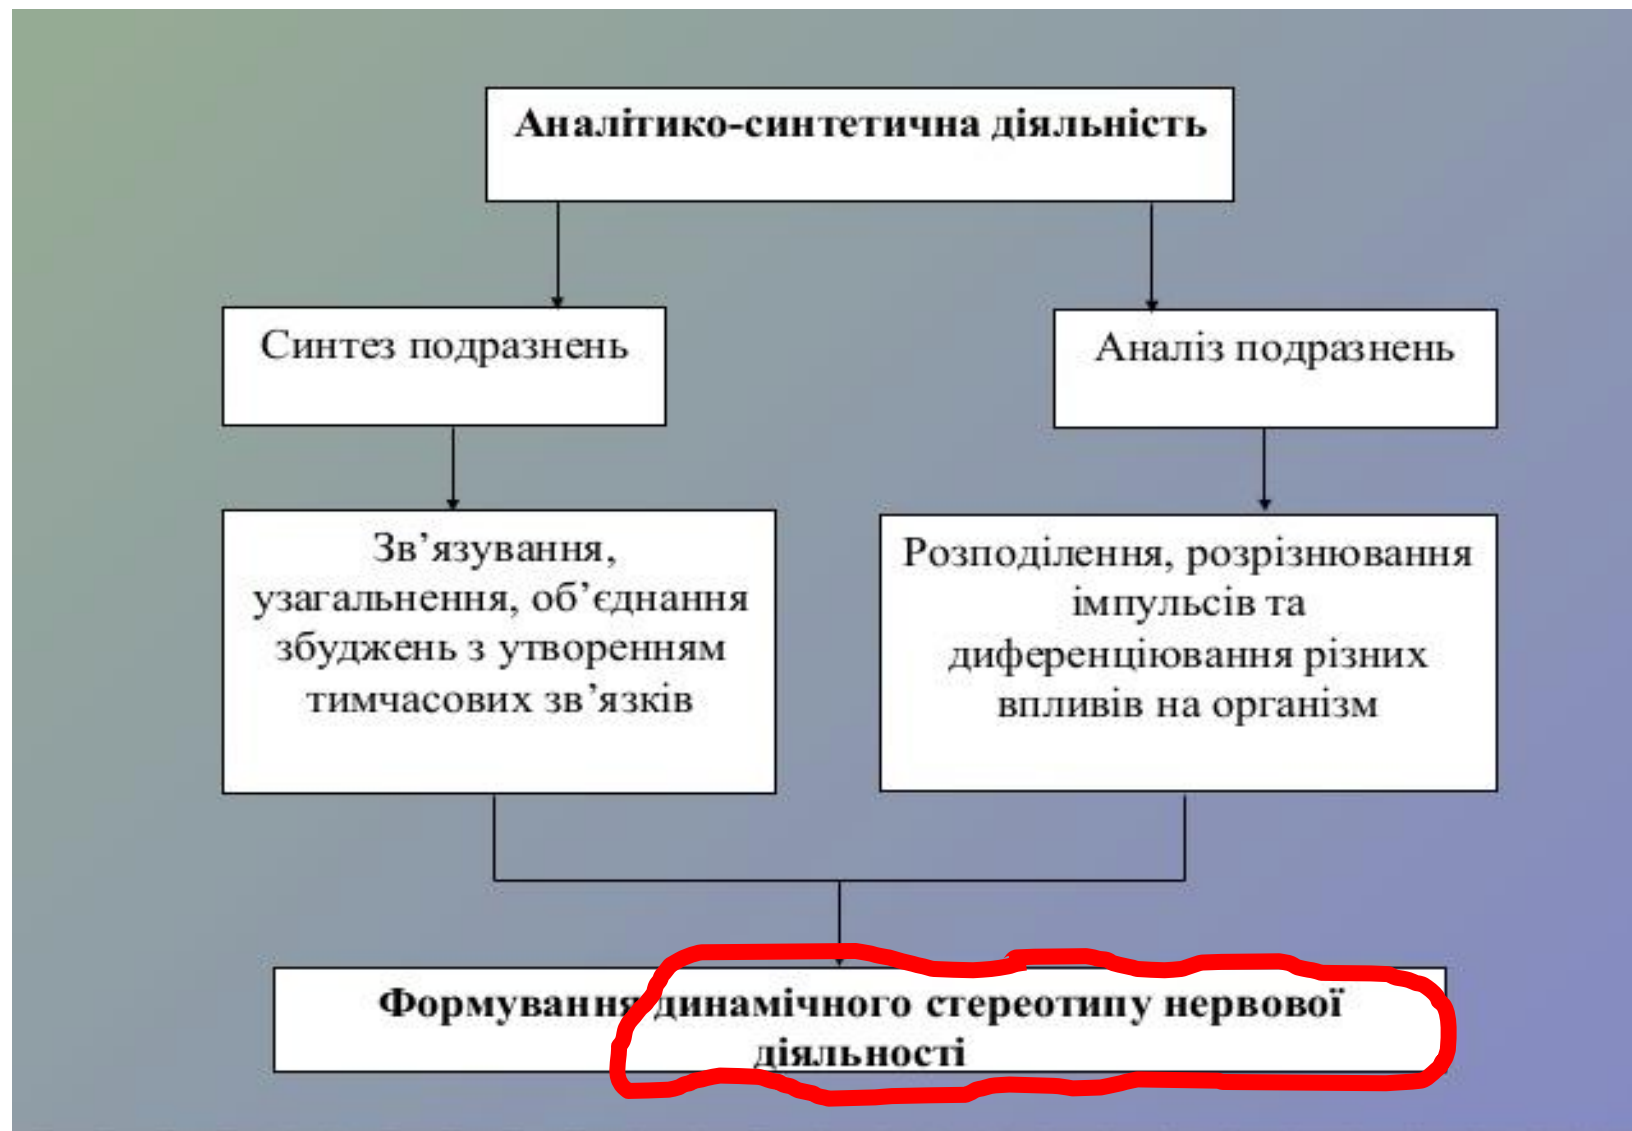 Аналітико-синтетична діяльність
Синтез подразнень
Аналіз подразнень
Зв’язування,
узагальнення, об’єднання
збуджень з утворенням
тимчасових зв’язків
Розподілення, розрізнювання
імпульсів та
диференціювання різних
впливів на організм
Формування динамічного стереотипу нервової
діяльності